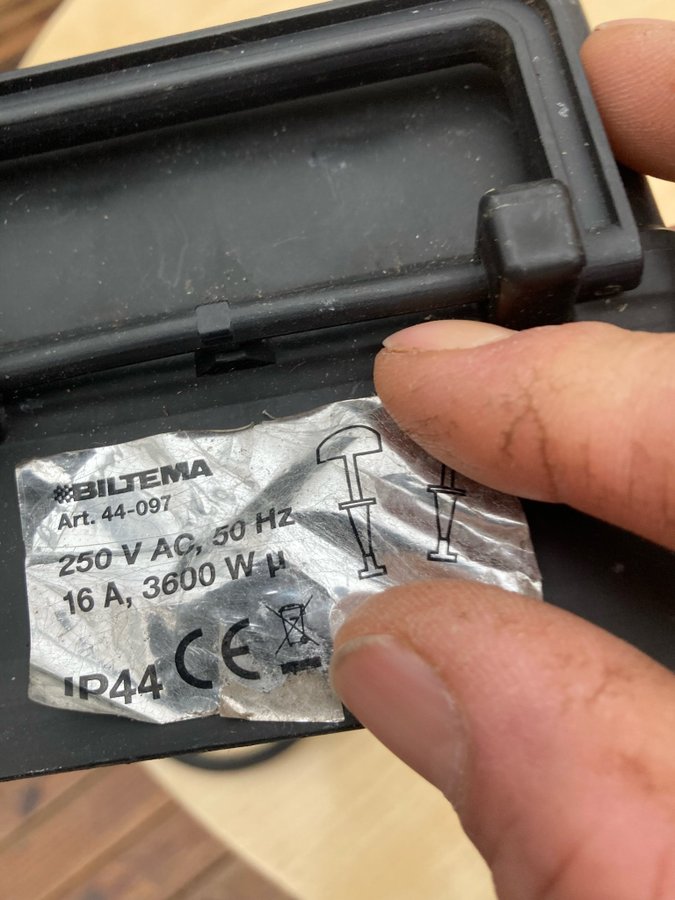 BILTEMA
Art. 44-097
250 V AC, 50 Hz
16 A, 3600 W µ
IP44 CE